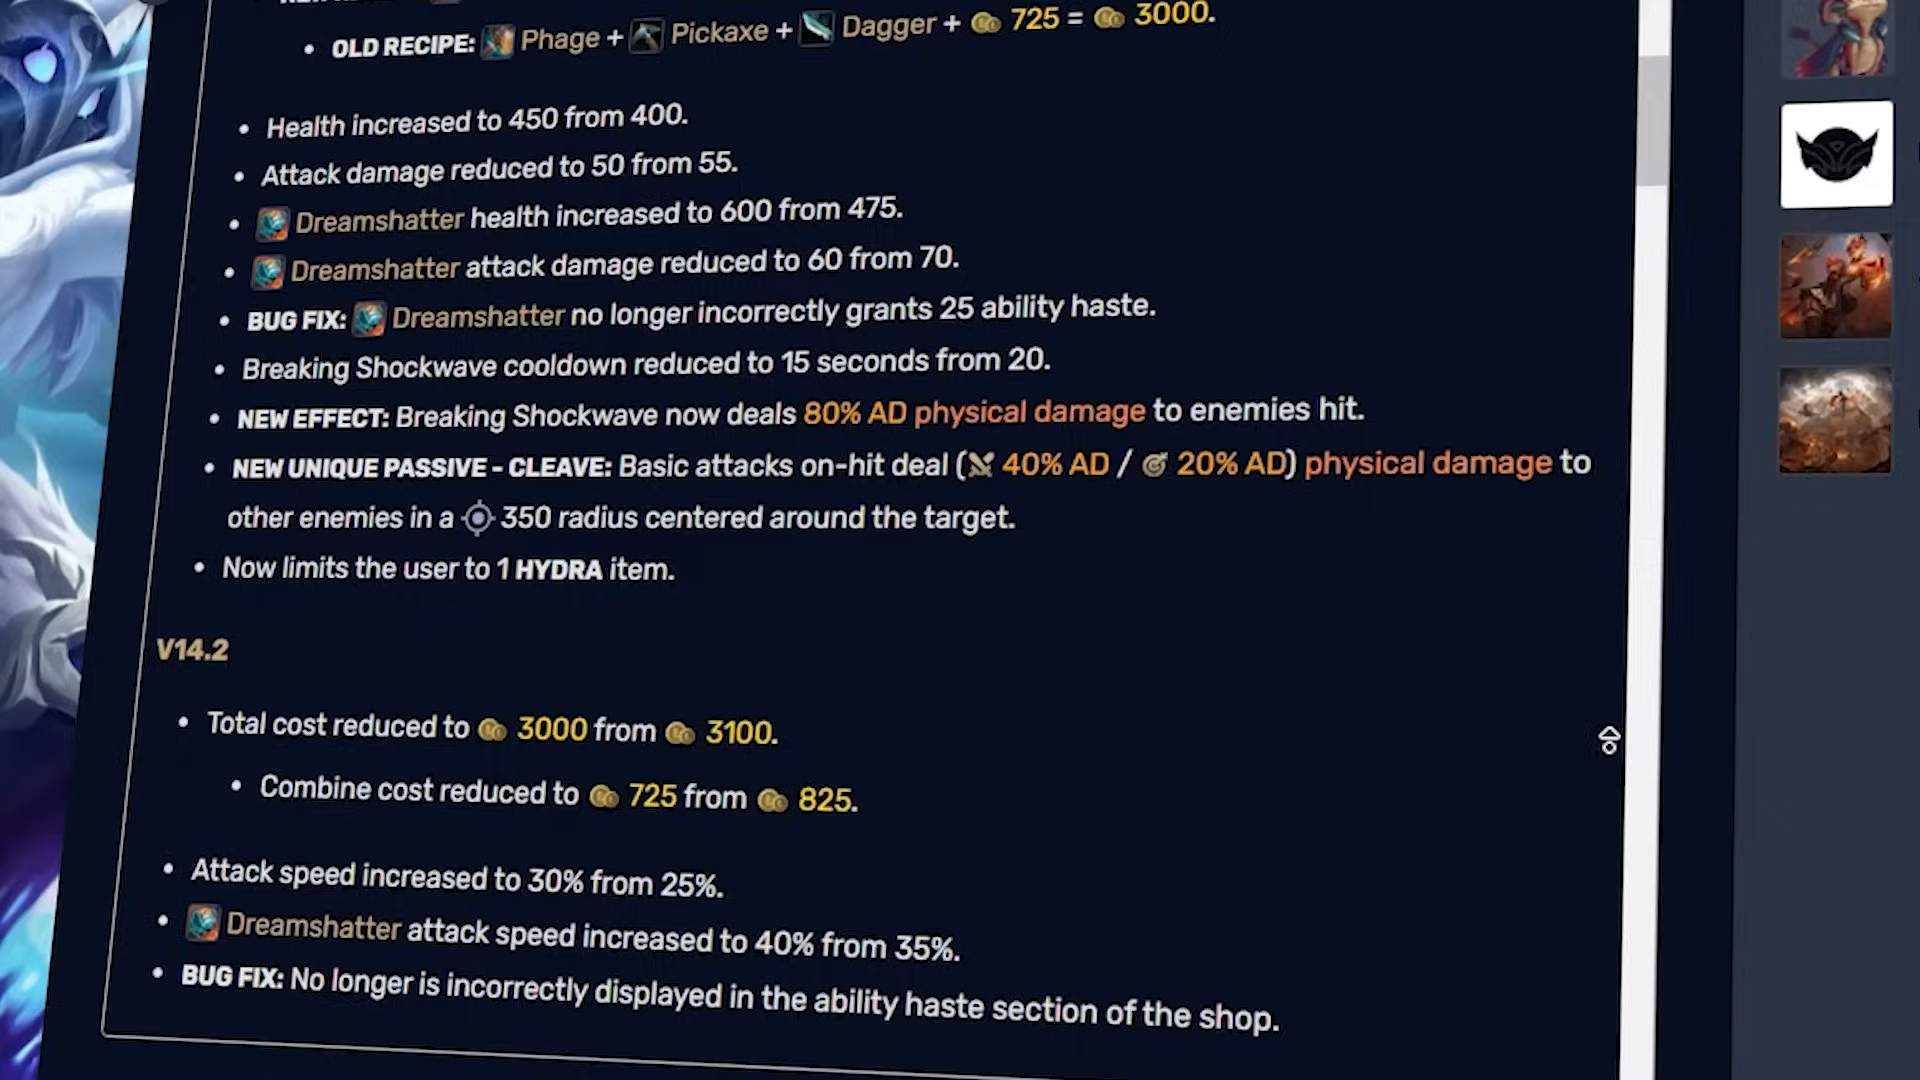 OLD RECIPE: Phage + Pickaxe + Dagger + 725 = 3000.
Health increased to 450 from 400.
Attack damage reduced to 50 from 55.
Dreamshatter health increased to 600 from 475.
Dreamshatter attack damage reduced to 60 from 70.
BUG FIX: Dreamshatter no longer incorrectly grants 25 ability haste.
Breaking Shockwave cooldown reduced to 15 seconds from 20.
NEW EFFECT: Breaking Shockwave now deals 80% AD physical damage to enemies hit.
NEW UNIQUE PASSIVE - CLEAVE: Basic attacks on-hit deal (40% AD / 20% AD) physical damage to
other enemies in a 350 radius centered around the target.
Now limits the user to 1 HYDRA item.
V14.2
Total cost reduced to 3000 from 3100.
Combine cost reduced to 725 from 825.
Attack speed increased to 30% from 25%.
Dreamshatter attack speed increased to 40% from 35%.
BUG FIX: No longer is incorrectly displayed in the ability haste section of the shop.